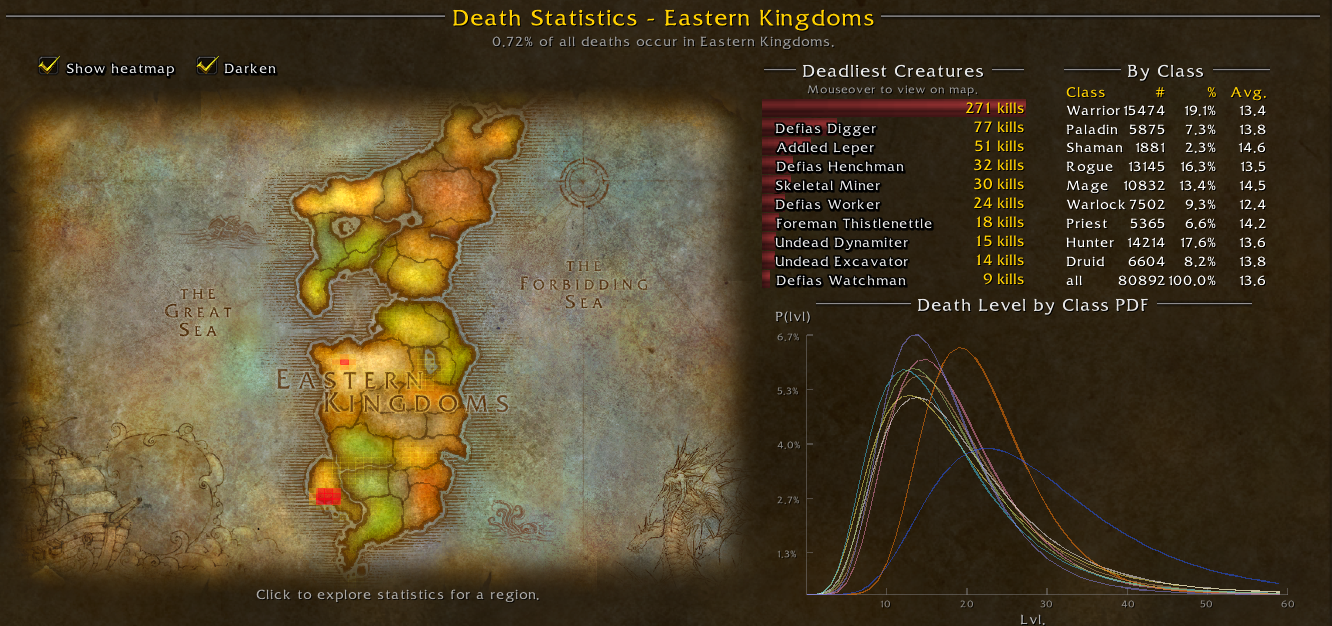 Death Statistics - Eastern Kingdoms
0.72% of all deaths occur in Eastern Kingdoms.
Show heatmap Darken
THE GREAT SEA
THE FORBIDDING SEA
EASTERN KINGDOMS
Click to explore statistics for a region.
Deadliest Creatures
Mouseover to view on map.
271 kills
Defias Digger 77 kills
Addled Leper 51 kills
Defias Henchman 32 kills
Skeletal Miner 30 kills
Defias Worker 24 kills
Foreman Thistlenettle 18 kills
Undead Dynamiter 15 kills
Undead Excavator 14 kills
Defias Watchman 9 kills
By Class
Class # % Avg.
Warrior 15474 19.1% 13.4
Paladin 5875 7.3% 13.8
Shaman 1881 2.3% 14.6
Rogue 13145 16.3% 13.5
Mage 10832 13.4% 14.5
Warlock 7502 9.3% 12.4
Priest 5365 6.6% 14.2
Hunter 14214 17.6% 13.6
Druid 6604 8.2% 13.8
all 80892 100.0% 13.6
Death Level by Class PDF
P(lvl)
6.7%
5.3%
4.0%
2.7%
1.3%
10 20 30 40 50 60
Lvl.